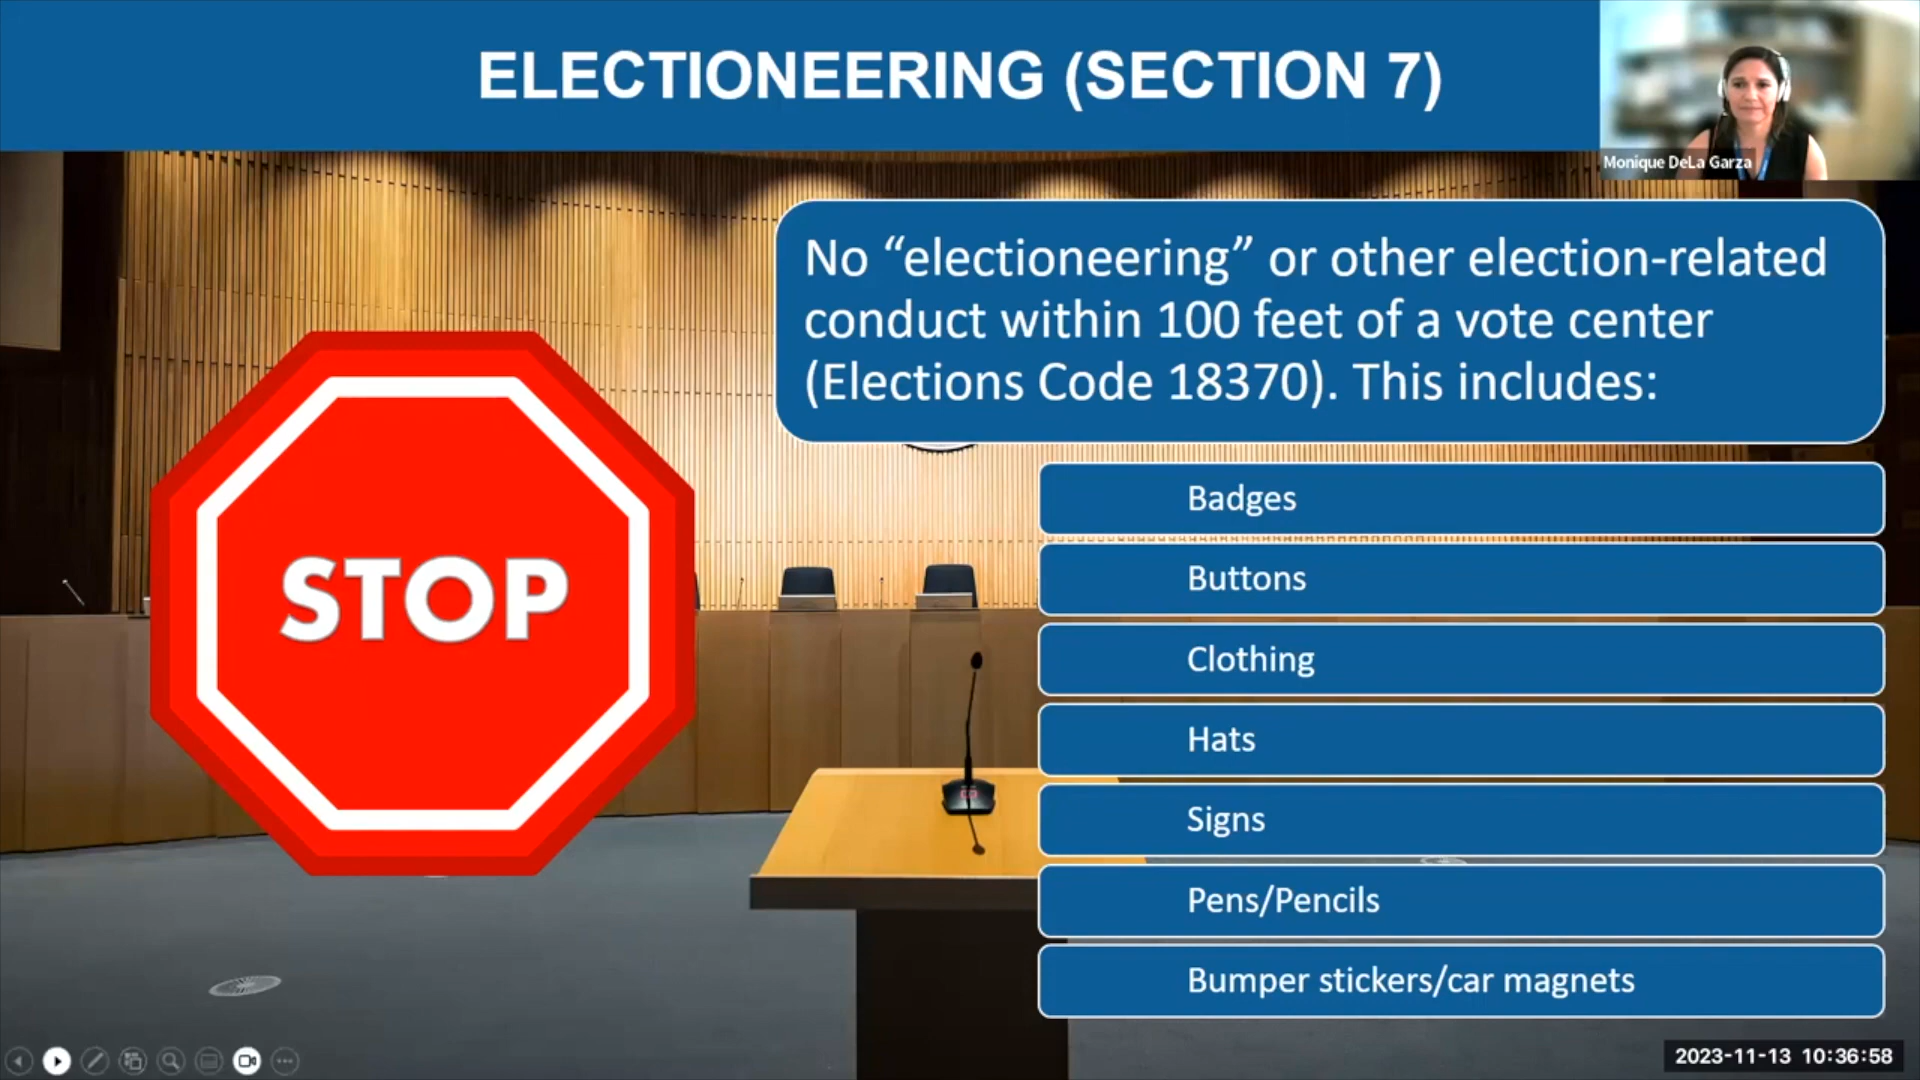 ELECTIONEERING (SECTION 7)
Monique DeLa Garza
No “electioneering” or other election-related
conduct within 100 feet of a vote center
(Elections Code 18370). This includes:
STOP
Badges
Buttons
Clothing
Hats
Signs
Pens/Pencils
Bumper stickers/car magnets
2023-11-13 10:36:58